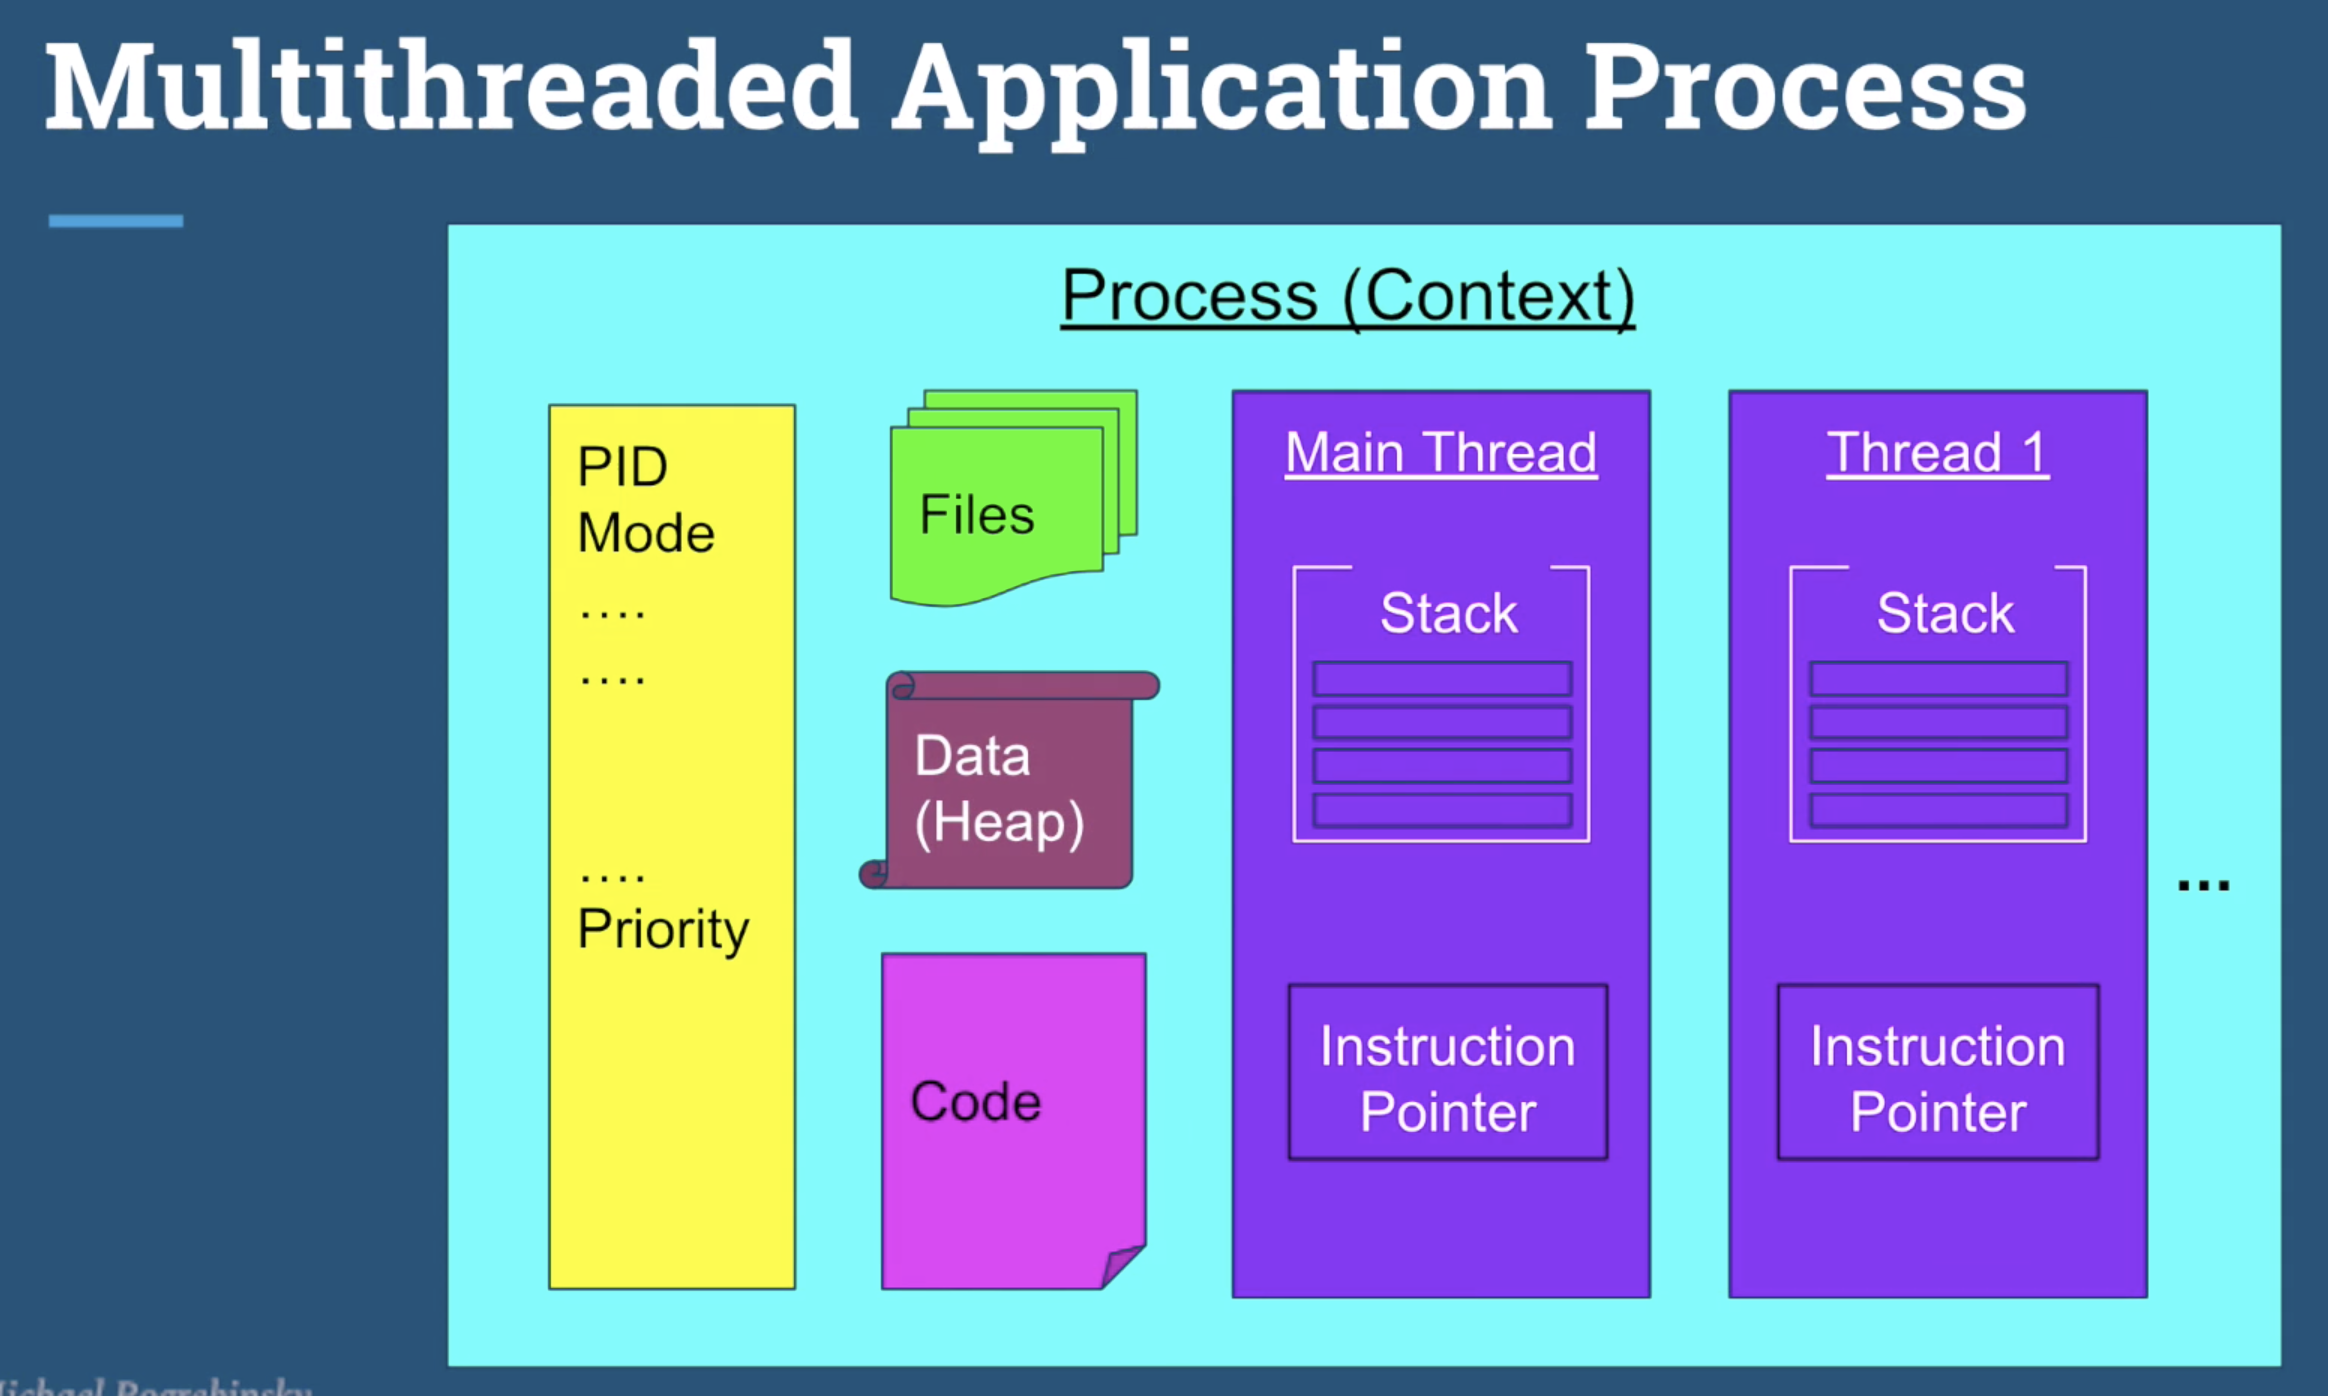 Multithreaded Application Process
Process (Context)
PID
Mode
....
....
....
Priority
Files
Data
(Heap)
Code
Main Thread
Stack
Instruction
Pointer
Thread 1
Stack
Instruction
Pointer
...